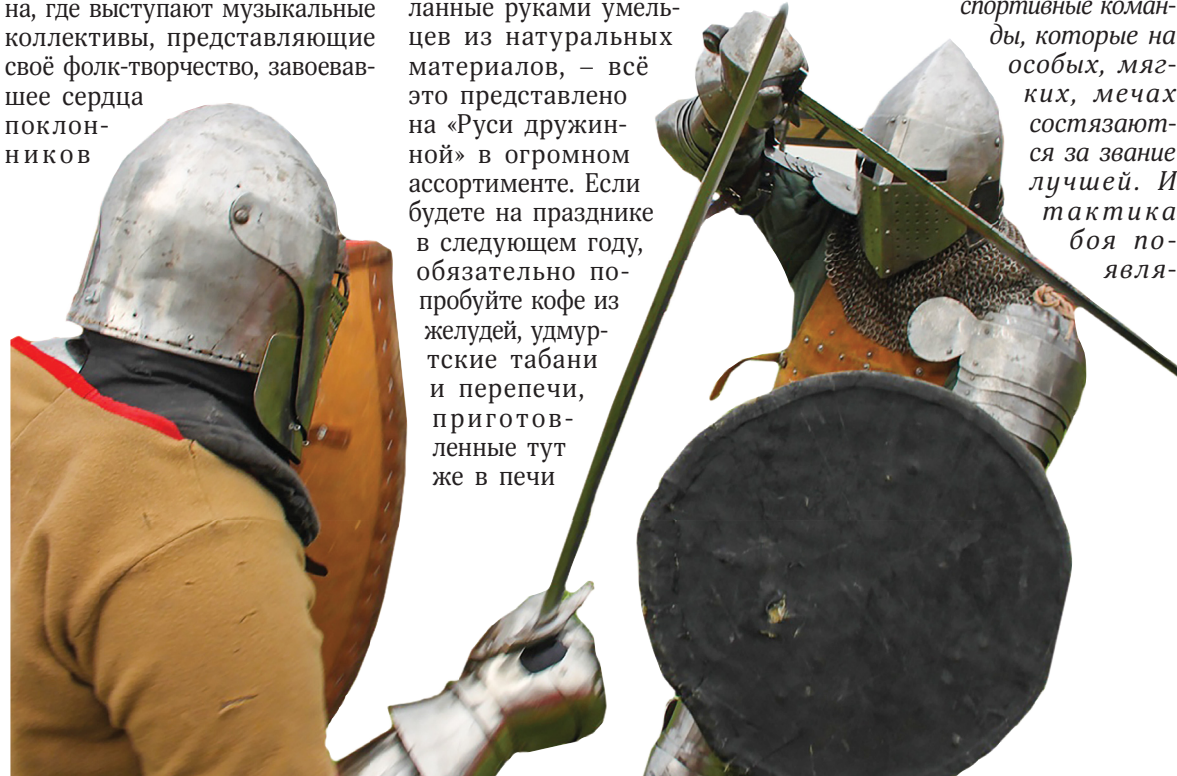 на, где выступают музыкальные
коллективы, представляющие
своё фолк-творчество, завоевав-
шее сердца
поклон-
ников
ланные руками умель-
цев из натуральных
материалов, – всё
это представлено
на «Руси дружин-
ной» в огромном
ассортименте. Если
будете на празднике
в следующем году,
обязательно по-
пробуйте кофе из
желудей, удмур-
тские табани
и перепечи,
приготов-
ленные тут
же в печи
спортивные коман-
ды, которые на
особых, мяг-
ких, мечах
состязают-
ся за звание
лучшей. И
тактика
боя по-
явля-